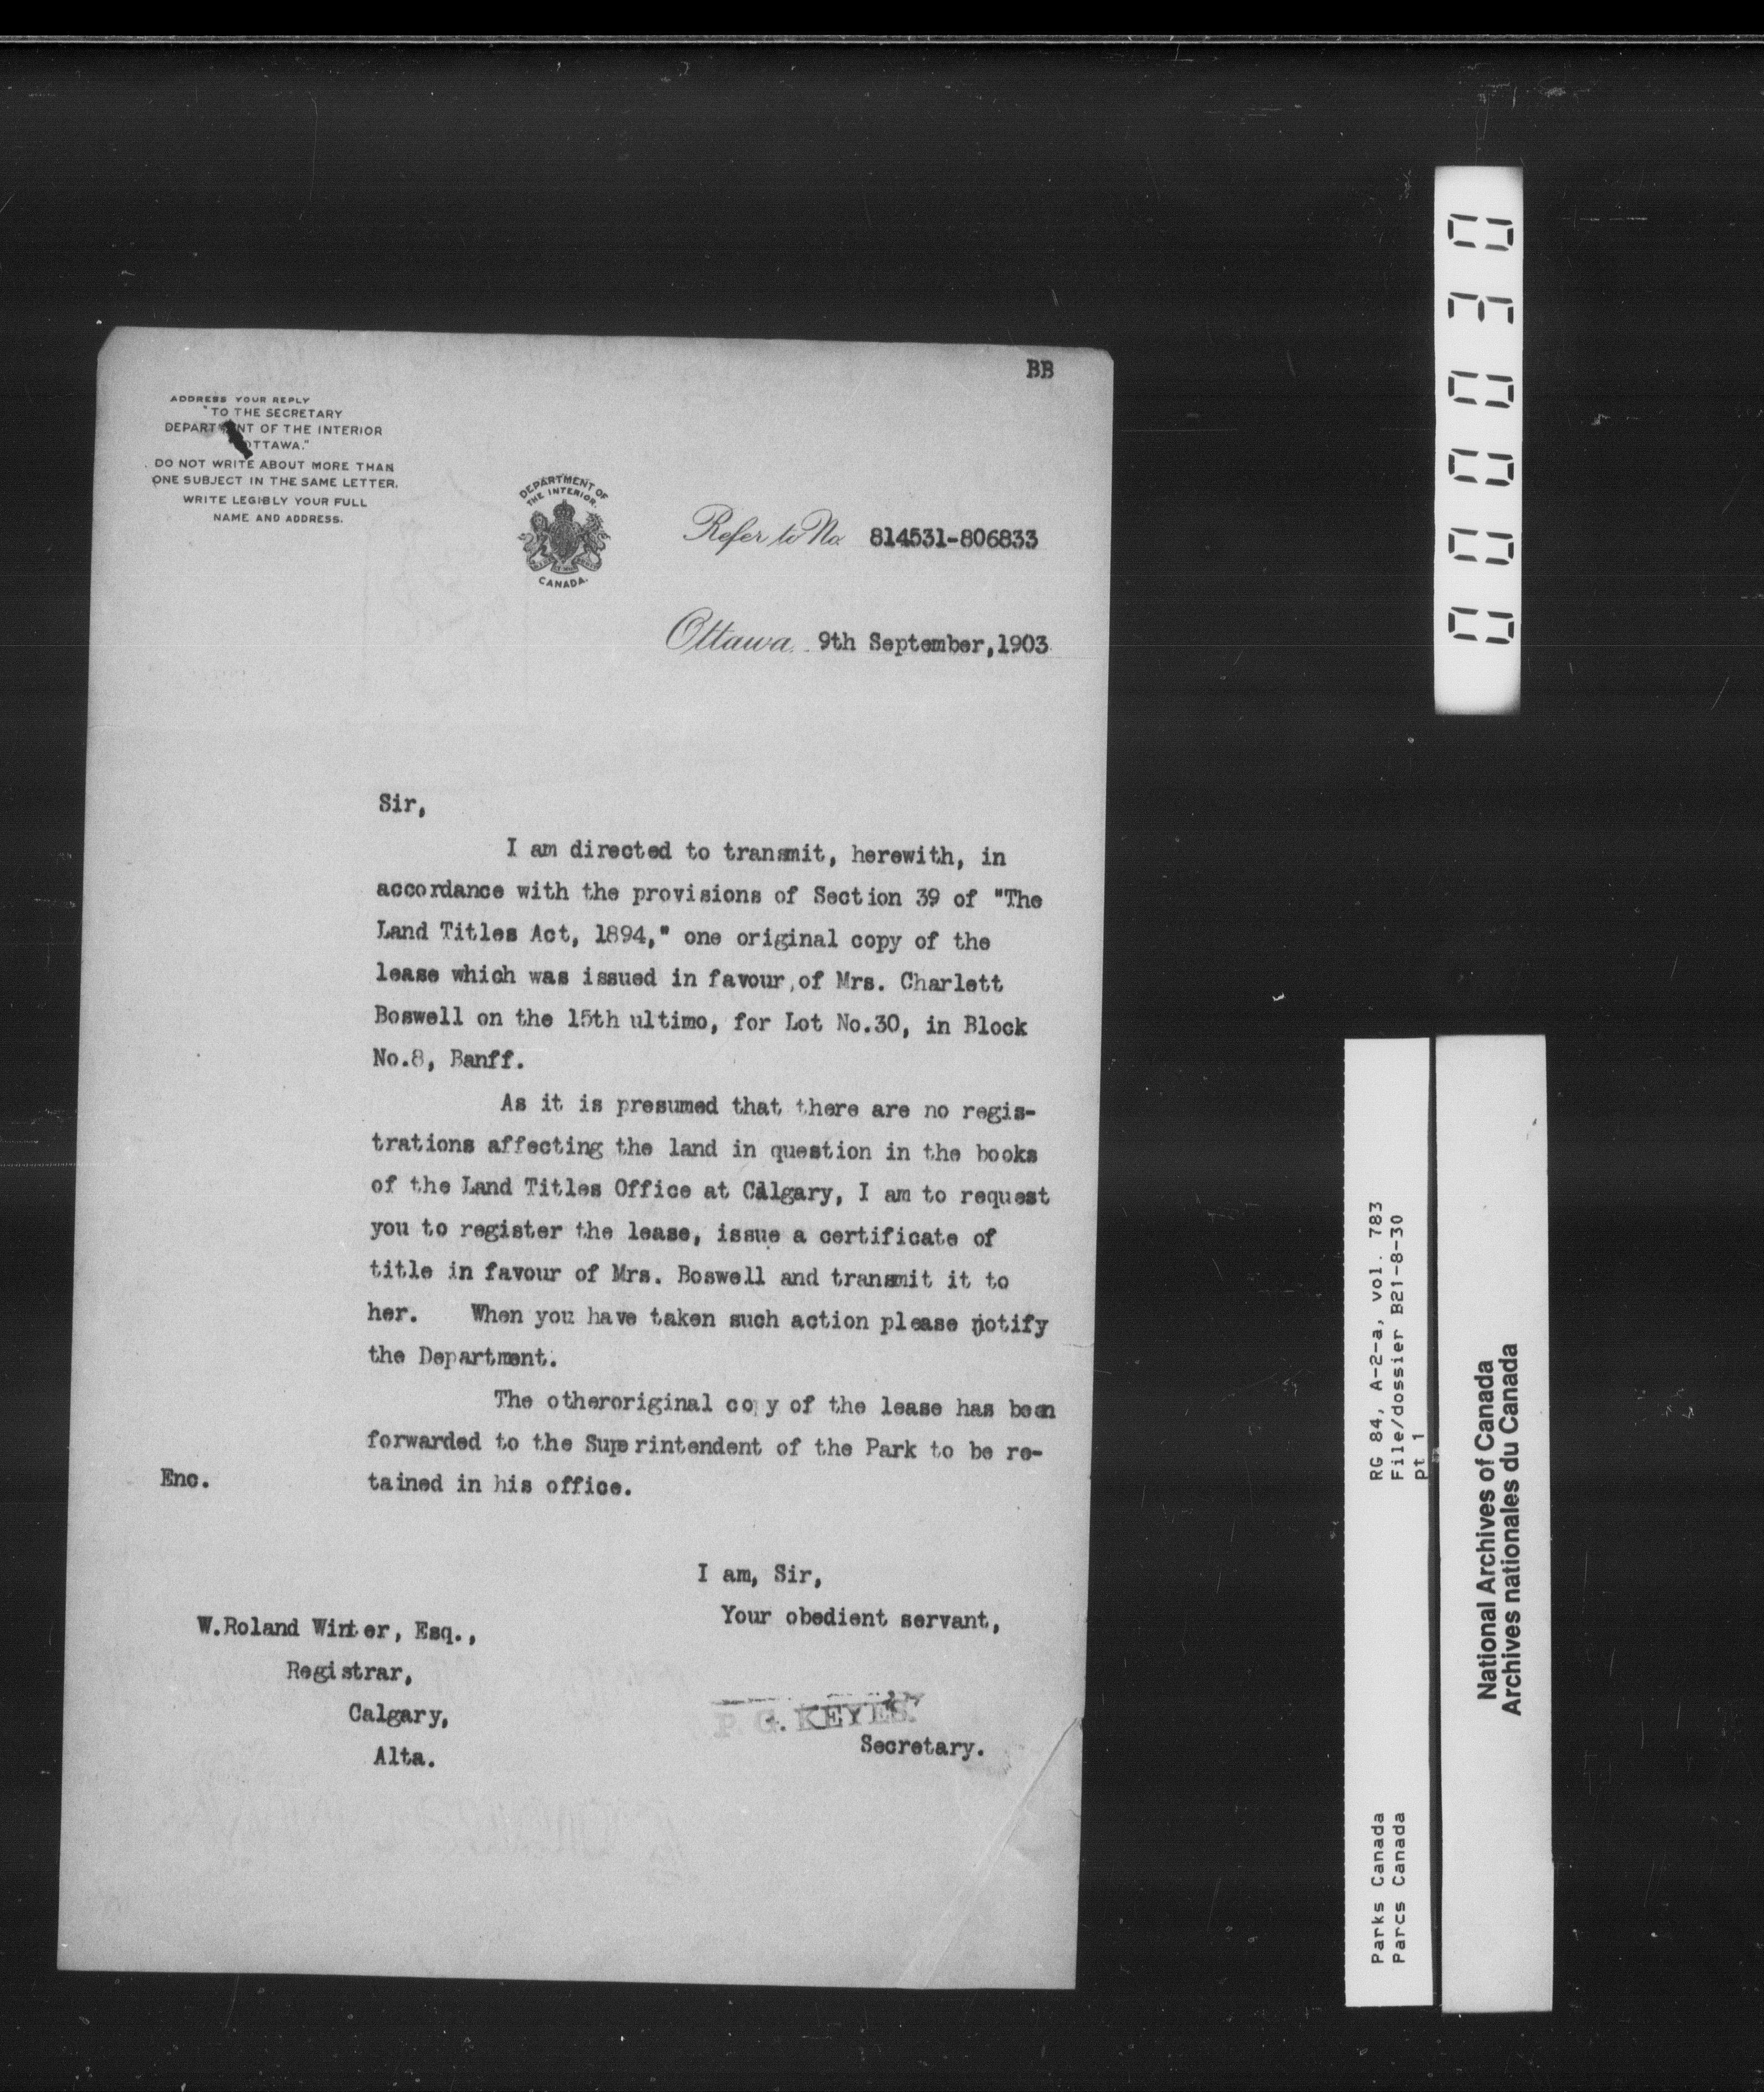 BB
ADDRESS YOUR REPLY
"TO THE SECRETARY
DEPARTMENT OF THE INTERIOR
OTTAWA."
DO NOT WRITE ABOUT MORE THAN
ONE SUBJECT IN THE SAME LETTER.
WRITE LEGIBLY YOUR FULL
NAME AND ADDRESS.
DEPARTMENT OF
THE INTERIOR.
CANADA.
Refer to No. 814531-806833
Ottawa. 9th September,1903
Sir,
I am directed to transmit, herewith, in
accordance with the provisions of Section 39 of "The
Land Titles Act, 1894," one original copy of the
lease which was issued in favour of Mrs. Charlett
Boswell on the 15th ultimo, for Lot No.30, in Block
No.8, Banff.
As it is presumed that there are no regis-
trations affecting the land in question in the books
of the Land Titles Office at Calgary, I am to request
you to register the lease, issue a certificate of
title in favour of Mrs. Boswell and transmit it to
her. When you have taken such action please notify
the Department.
The otheroriginal copy of the lease has been
forwarded to the Superintendent of the Park to be re-
tained in his office.
Enc.
I am, Sir,
Your obedient servant,
P. G. KEYES.
Secretary.
W.Roland Winter, Esq.,
Registrar,
Calgary,
Alta.
000030
RG 84, A-2-a, vol. 783
File/dossier B21-8-30
pt 1
Parks Canada
Parcs Canada
National Archives of Canada
Archives nationales du Canada